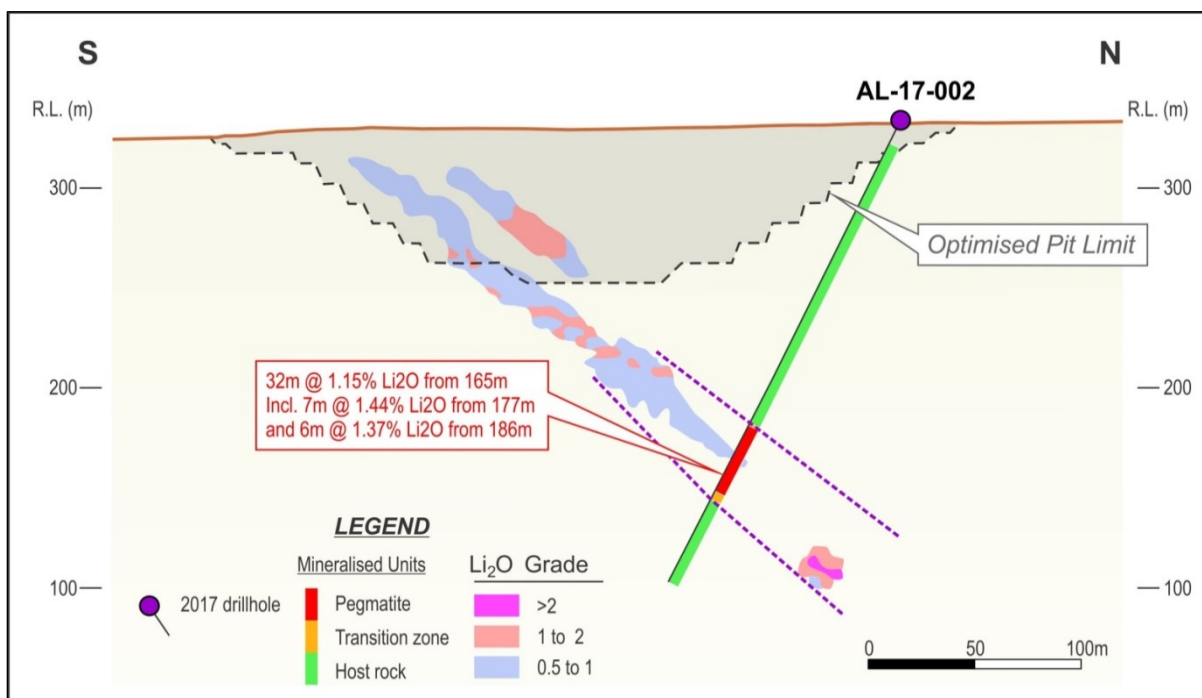 S
N
AL-17-002
R.L. (m)
R.L. (m)
300
300
Optimised Pit Limit
200
200
32m @ 1.15% Li2O from 165m
Incl. 7m @ 1.44% Li2O from 177m
and 6m @ 1.37% Li2O from 186m
100
100
LEGEND
Mineralised Units
Li₂O Grade
2017 drillhole
Pegmatite
>2
Transition zone
1 to 2
Host rock
0.5 to 1
0 50 100m